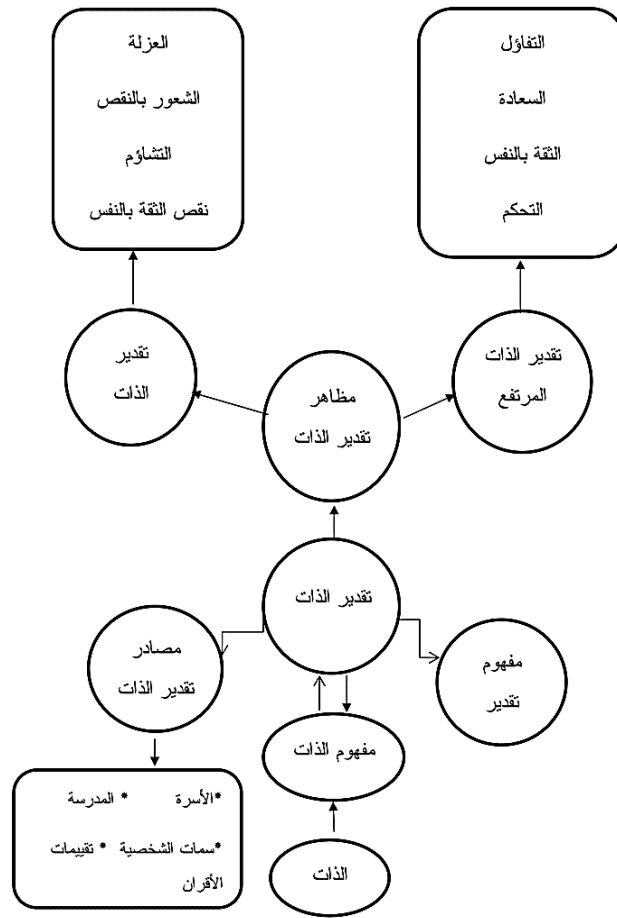 التفاؤل
السعادة
الثقة بالنفس
التحكم
العزلة
الشعور بالنقص
التشاؤم
نقص الثقة بالنفس
تقدير الذات
المرتفع
مظاهر
تقدير الذات
تقدير
الذات
تقدير الذات
مفهوم
تقدير
مصادر
تقدير الذات
مفهوم الذات
*الأسرة * المدرسة
*سمات الشخصية * تقييمات
الأقران
الذات